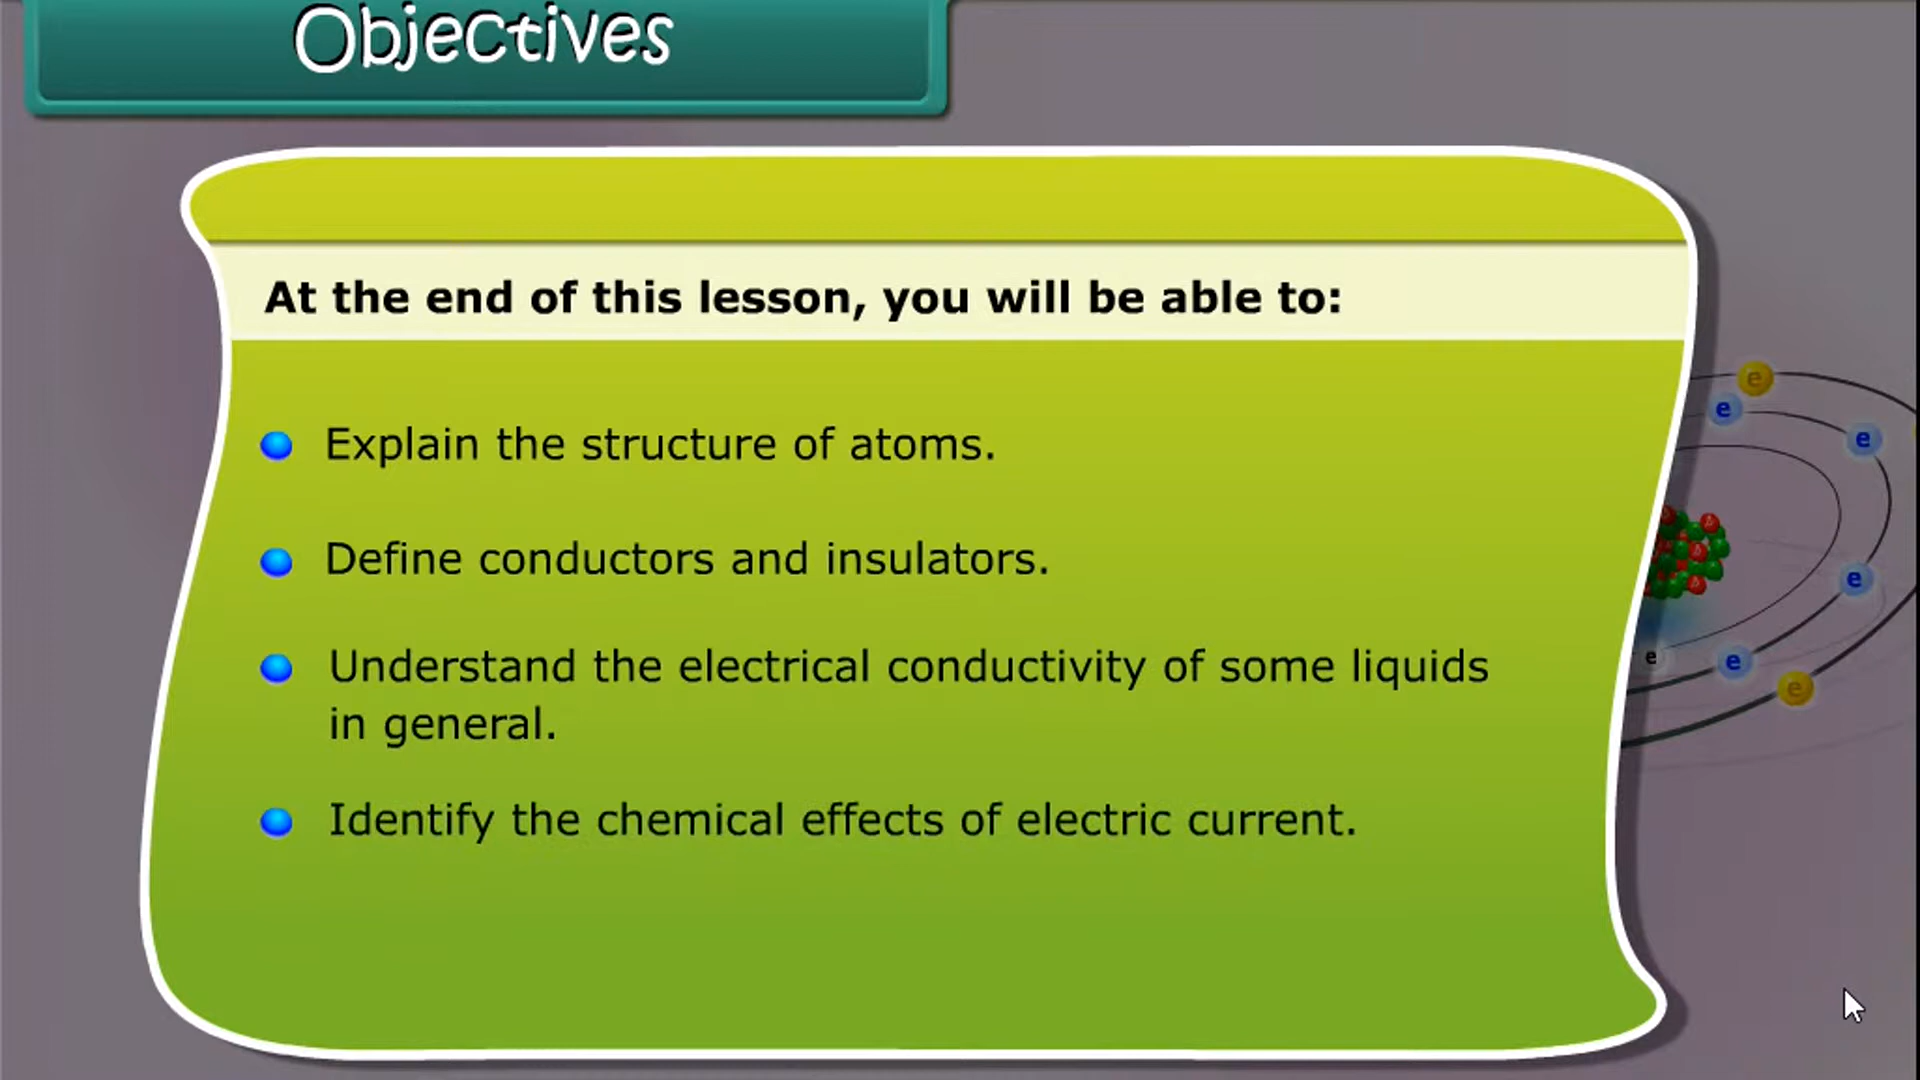 Objectives
At the end of this lesson, you will be able to:
Explain the structure of atoms.
Define conductors and insulators.
Understand the electrical conductivity of some liquids
in general.
Identify the chemical effects of electric current.
e
e
e
e
e
e
e